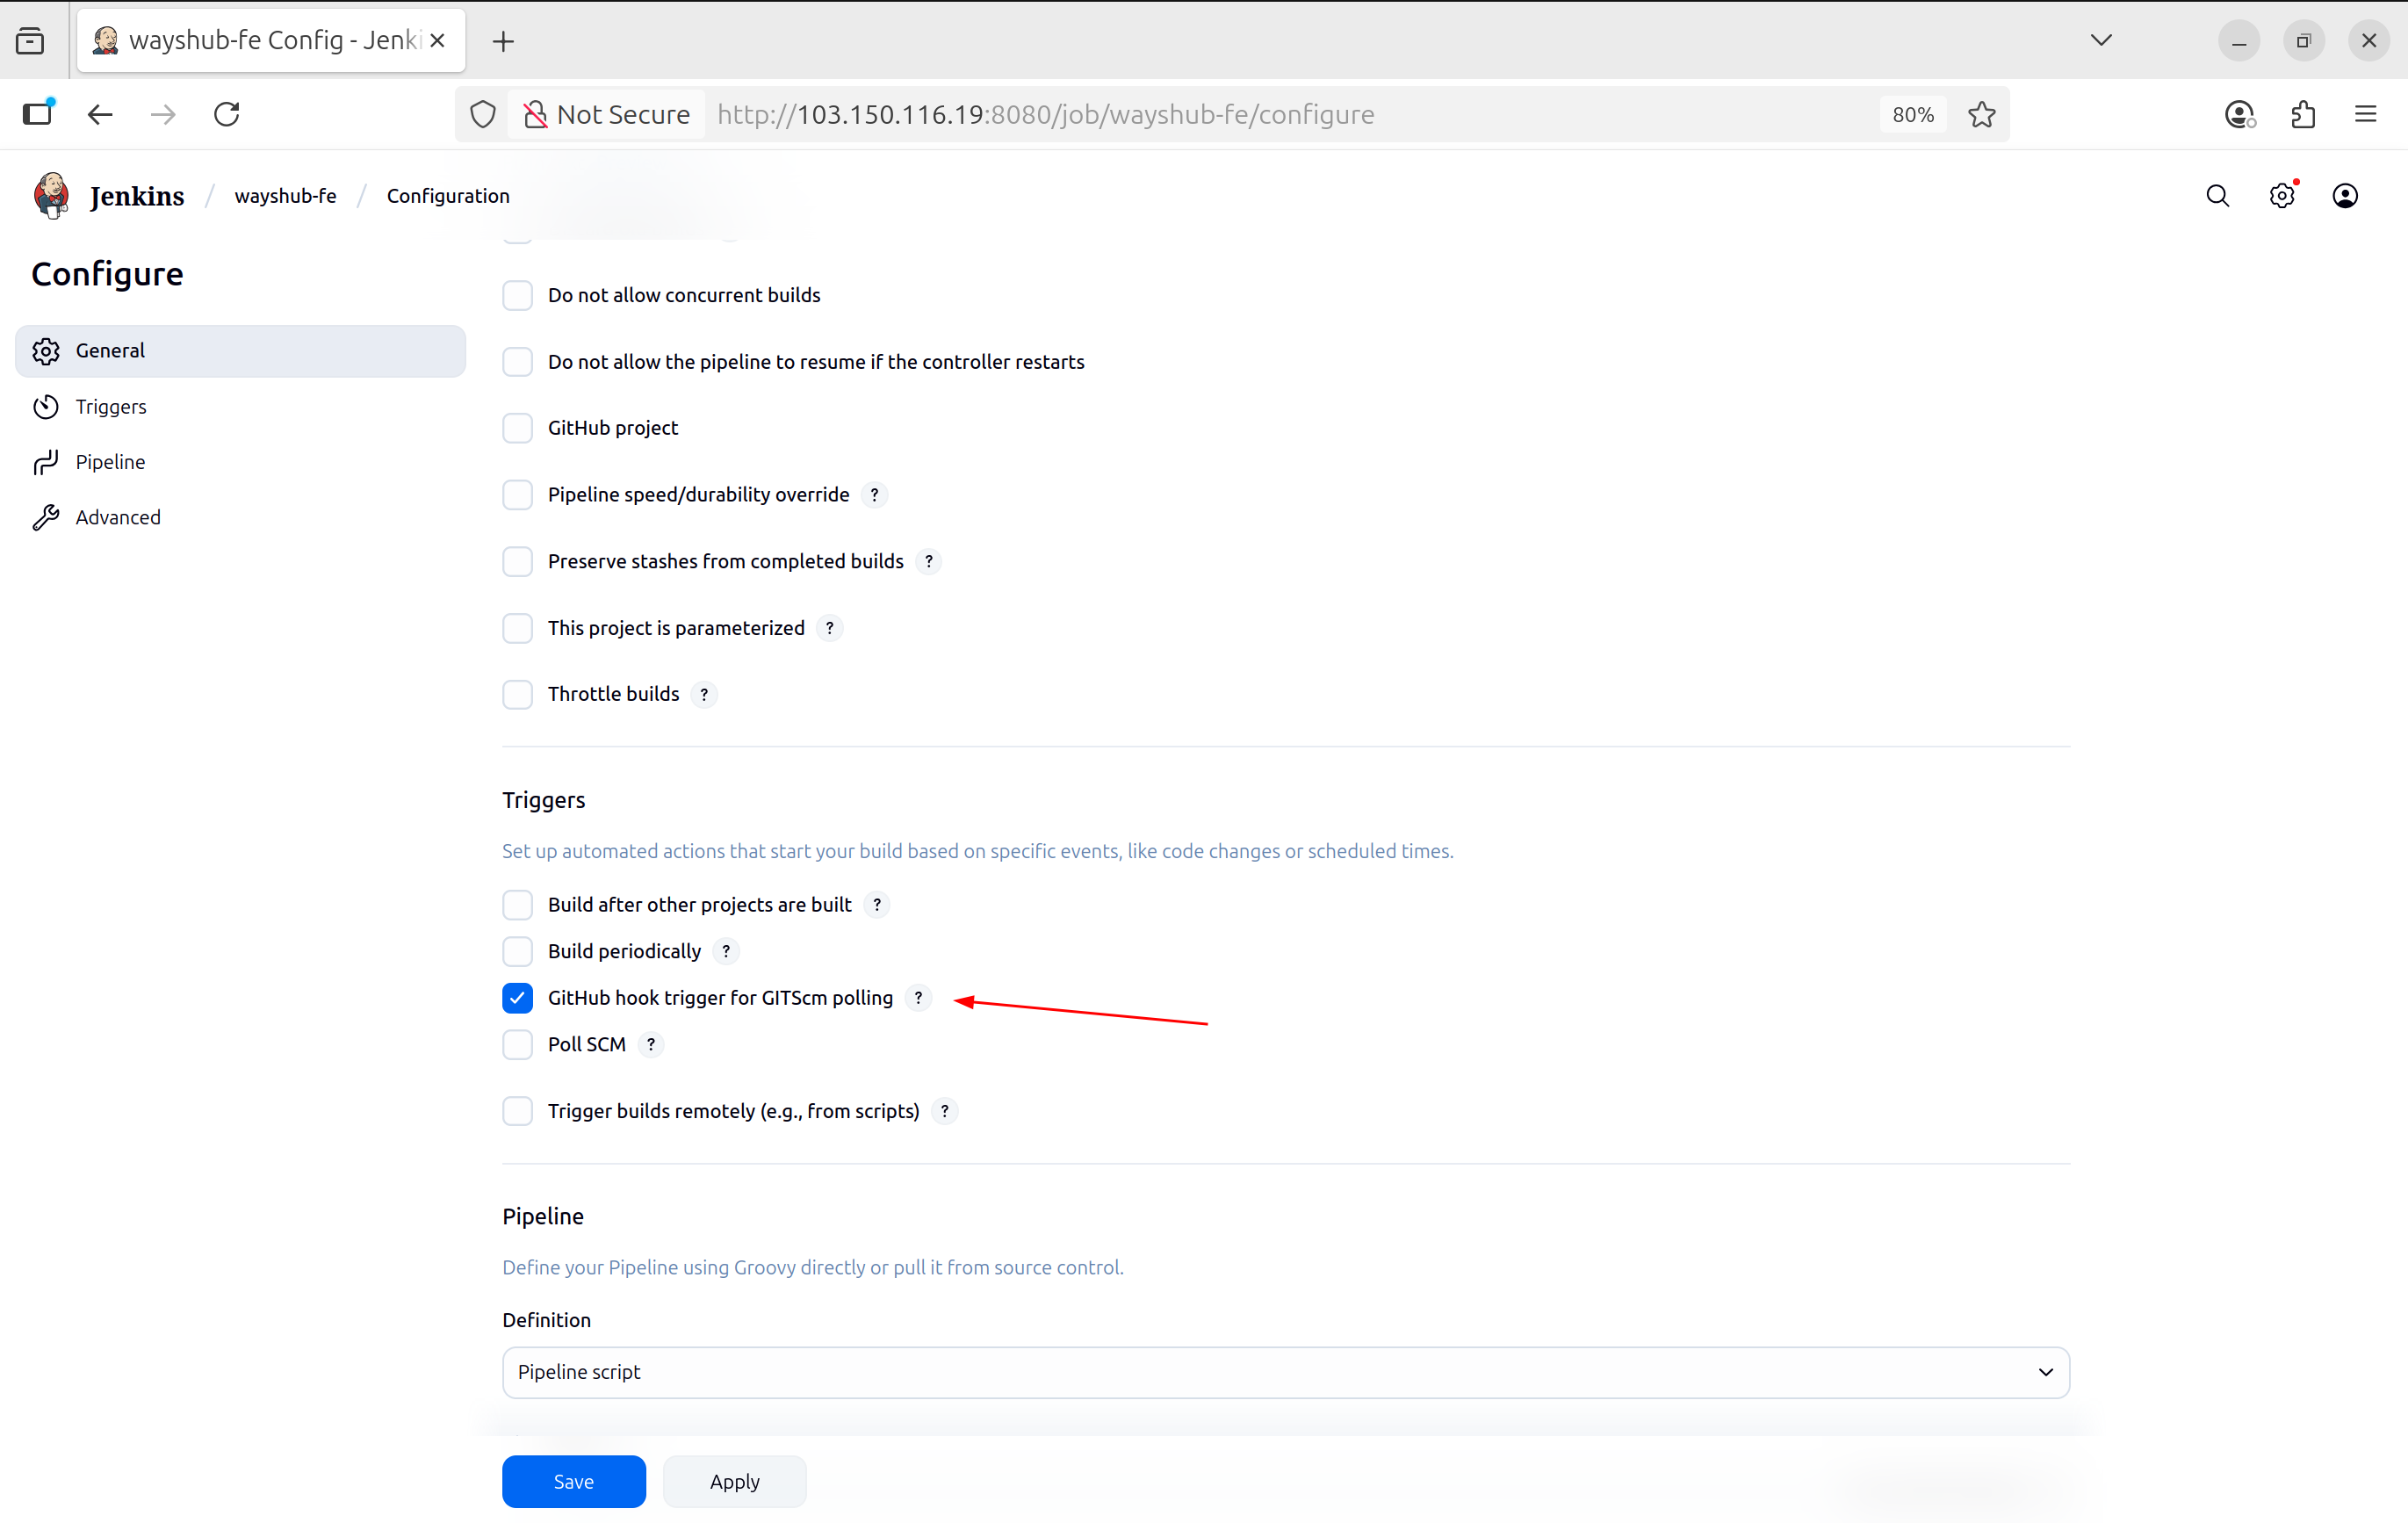 wayshub-fe Config - Jenki
Not Secure
http://103.150.116.19:8080/job/wayshub-fe/configure
80%
Jenkins / wayshub-fe / Configuration
Configure
General
Triggers
Pipeline
Advanced
Do not allow concurrent builds
Do not allow the pipeline to resume if the controller restarts
GitHub project
Pipeline speed/durability override ?
Preserve stashes from completed builds ?
This project is parameterized ?
Throttle builds ?
Triggers
Set up automated actions that start your build based on specific events, like code changes or scheduled times.
Build after other projects are built ?
Build periodically ?
GitHub hook trigger for GITScm polling ?
Poll SCM ?
Trigger builds remotely (e.g., from scripts) ?
Pipeline
Define your Pipeline using Groovy directly or pull it from source control.
Definition
Pipeline script
Save
Apply